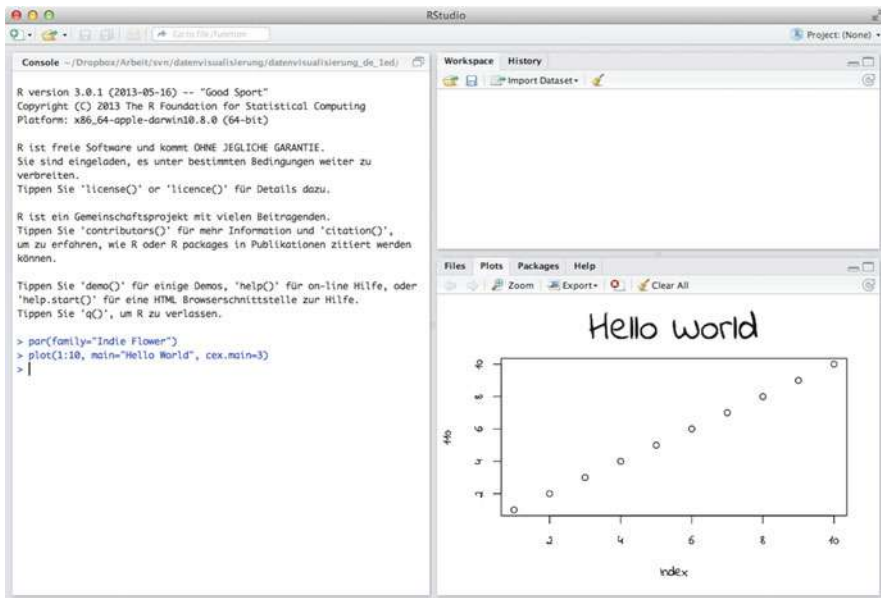 RStudio
Go to file/function
Project: (None)
Console ~/Dropbox/Arbeit/svn/datenvisualisierung/datenvisualisierung_de_1ed/
R version 3.0.1 (2013-05-16) -- "Good Sport"
Copyright (C) 2013 The R Foundation for Statistical Computing
Platform: x86_64-apple-darwin10.8.0 (64-bit)
R ist freie Software und kommt OHNE JEGLICHE GARANTIE.
Sie sind eingeladen, es unter bestimmten Bedingungen weiter zu
verbreiten.
Tippen Sie 'license()' or 'licence()' für Details dazu.
R ist ein Gemeinschaftsprojekt mit vielen Beitragenden.
Tippen Sie 'contributors()' für mehr Information und 'citation()',
um zu erfahren, wie R oder R packages in Publikationen zitiert werden
können.
Tippen Sie 'demo()' für einige Demos, 'help()' für on-line Hilfe, oder
'help.start()' für eine HTML Browserschnittstelle zur Hilfe.
Tippen Sie 'q()', um R zu verlassen.
> par(family="Indie Flower")
> plot(1:10, main="Hello World", cex.main=3)
>
Workspace History
Import Dataset
Files Plots Packages Help
Zoom Export Clear All
Hello World
10
8
6
4
2
1:10
2 4 6 8 10
Index